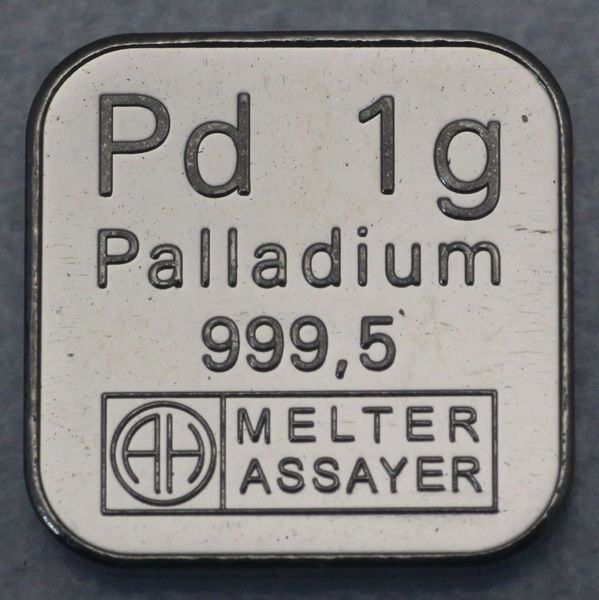 Pd 1g
Palladium
999,5
AH MELTER
ASSAYER